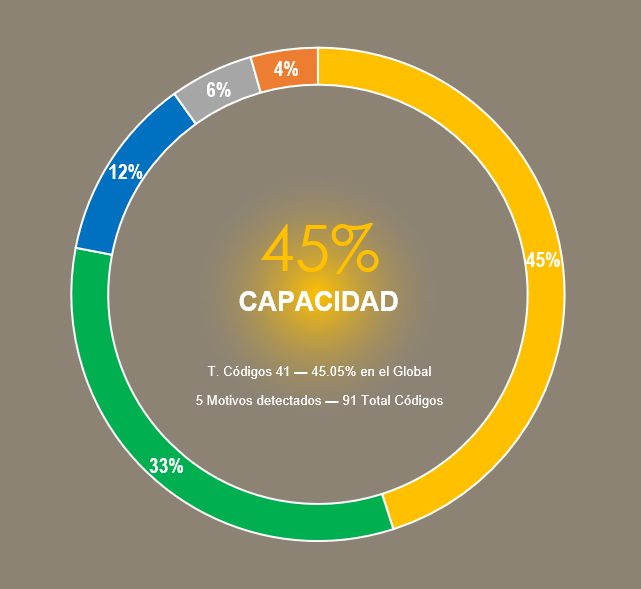 4%
6%
12%
45%
CAPACIDAD
45%
T. Códigos 41 — 45.05% en el Global
5 Motivos detectados — 91 Total Códigos
33%